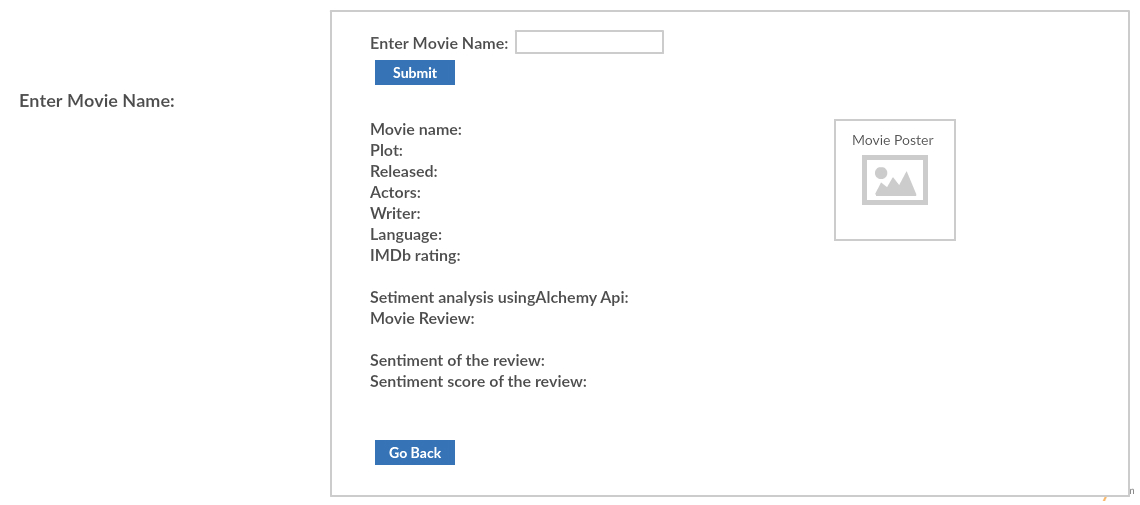 Enter Movie Name:
Submit
Enter Movie Name:
Movie name:
Plot:
Released:
Actors:
Writer:
Language:
IMDb rating:
Movie Poster
Setiment analysis usingAlchemy Api:
Movie Review:
Sentiment of the review:
Sentiment score of the review:
Go Back